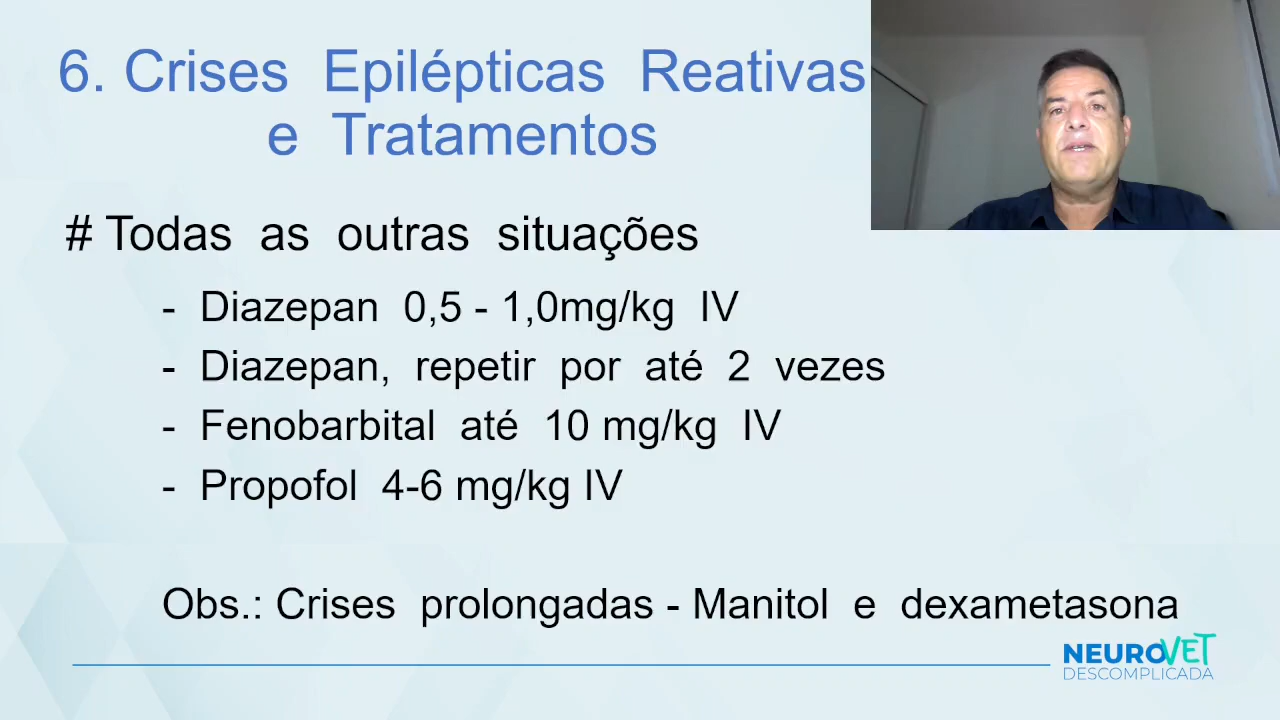 6. Crises Epilépticas Reativas
e Tratamentos
# Todas as outras situações
- Diazepan 0,5 - 1,0mg/kg IV
- Diazepan, repetir por até 2 vezes
- Fenobarbital até 10 mg/kg IV
- Propofol 4-6 mg/kg IV
Obs.: Crises prolongadas - Manitol e dexametasona
NEUROVET
DESCOMPLICADA